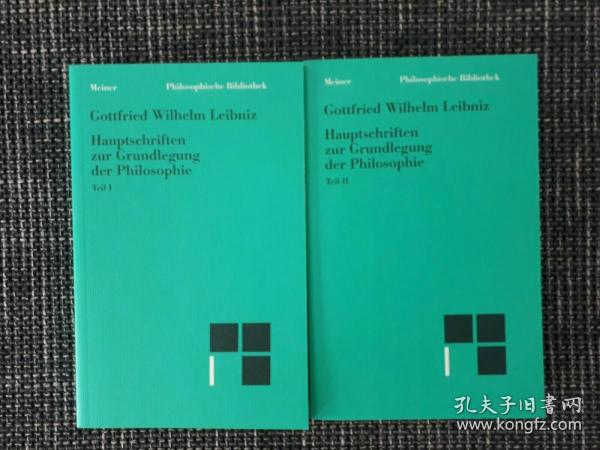 Meiner Philosophische Bibliothek
Gottfried Wilhelm Leibniz
Hauptschriften
zur Grundlegung
der Philosophie
Teil I
Meiner Philosophische Bibliothek
Gottfried Wilhelm Leibniz
Hauptschriften
zur Grundlegung
der Philosophie
Teil II
孔夫子旧书网
www.kongfz.com